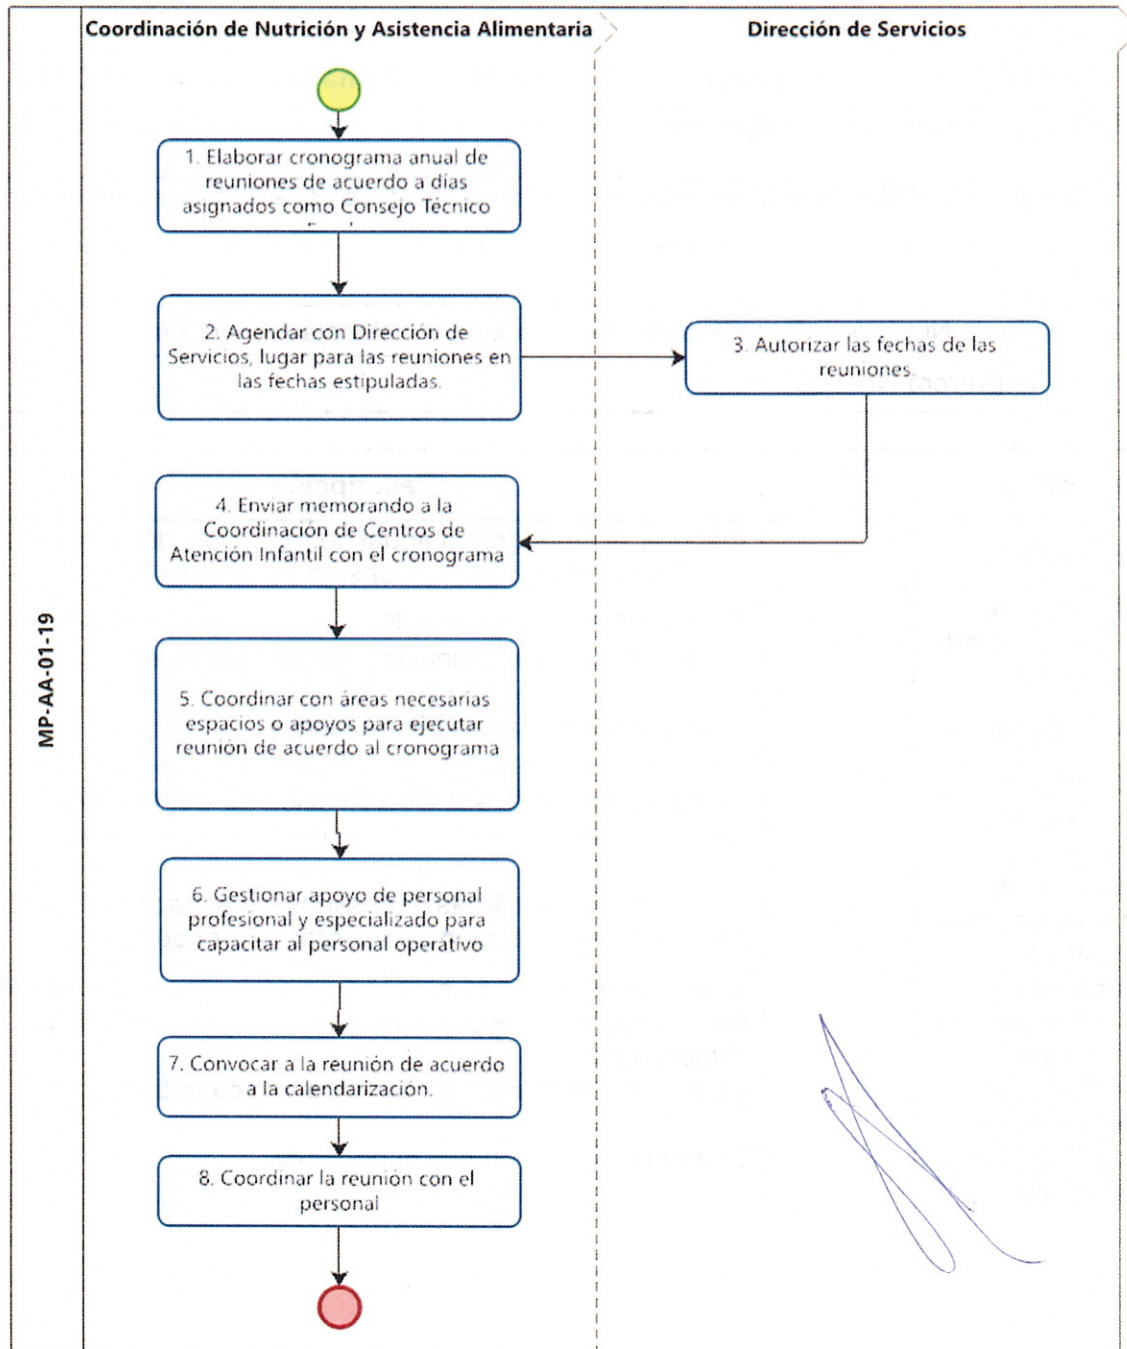 Coordinación de Nutrición y Asistencia Alimentaria
Dirección de Servicios
MP-AA-01-19
1. Elaborar cronograma anual de
reuniones de acuerdo a días
asignados como Consejo Técnico
2. Agendar con Dirección de
Servicios, lugar para las reuniones en
las fechas estipuladas.
3. Autorizar las fechas de las
reuniones.
4. Enviar memorando a la
Coordinación de Centros de
Atención Infantil con el cronograma
5. Coordinar con áreas necesarias
espacios o apoyos para ejecutar
reunión de acuerdo al cronograma
6. Gestionar apoyo de personal
profesional y especializado para
capacitar al personal operativo
7. Convocar a la reunión de acuerdo
a la calendarización.
8. Coordinar la reunión con el
personal